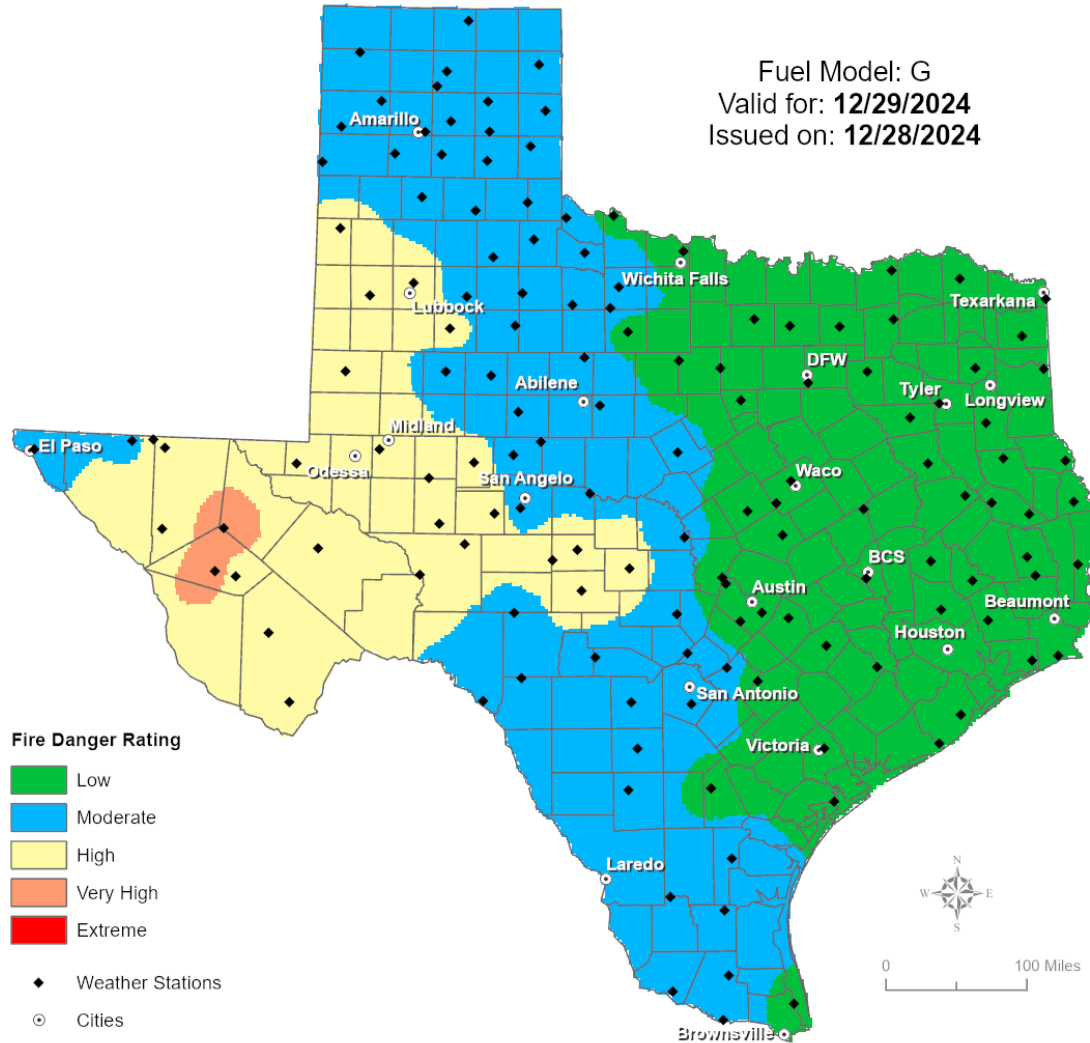 Fuel Model: G
Valid for: 12/29/2024
Issued on: 12/28/2024
Amarillo
Wichita Falls
Lubbock
Texarkana
DFW
Abilene
Tyler
Longview
Midland
El Paso
Odessa
San Angelo
Waco
BCS
Austin
Beaumont
Houston
San Antonio
Victoria
Fire Danger Rating
Low
Moderate
High
Very High
Extreme
Weather Stations
Cities
Laredo
Brownsville
N
W E
S
0 100 Miles